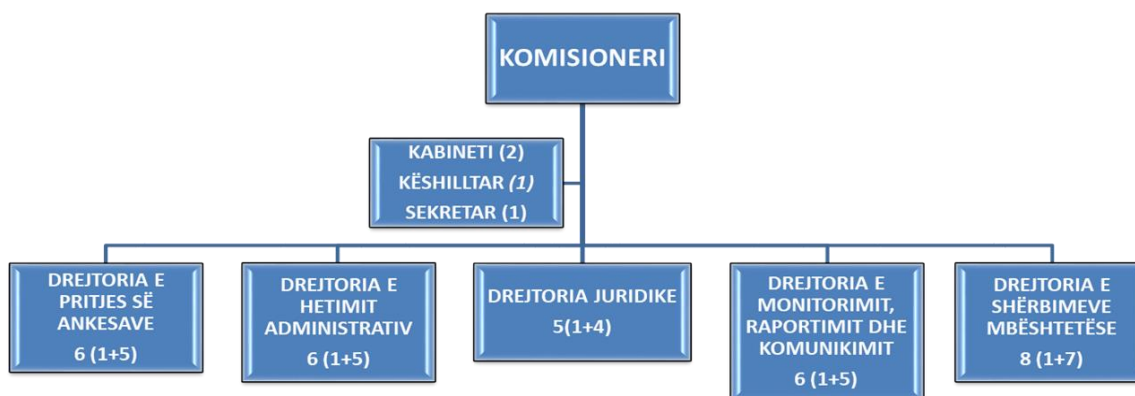 KOMISIONERI
KABINETI (2)
KËSHILLTAR (1)
SEKRETAR (1)
DREJTORIA E
PRITJES SË
ANKESAVE
6 (1+5)
DREJTORIA E
HETIMIT
ADMINISTRATIV
6 (1+5)
DREJTORIA JURIDIKE
5(1+4)
DREJTORIA E
MONITORIMIT,
RAPORTIMIT DHE
KOMUNIKIMIT
6 (1+5)
DREJTORIA E
SHËRBIMEVE
MBËSHTETËSE
8 (1+7)